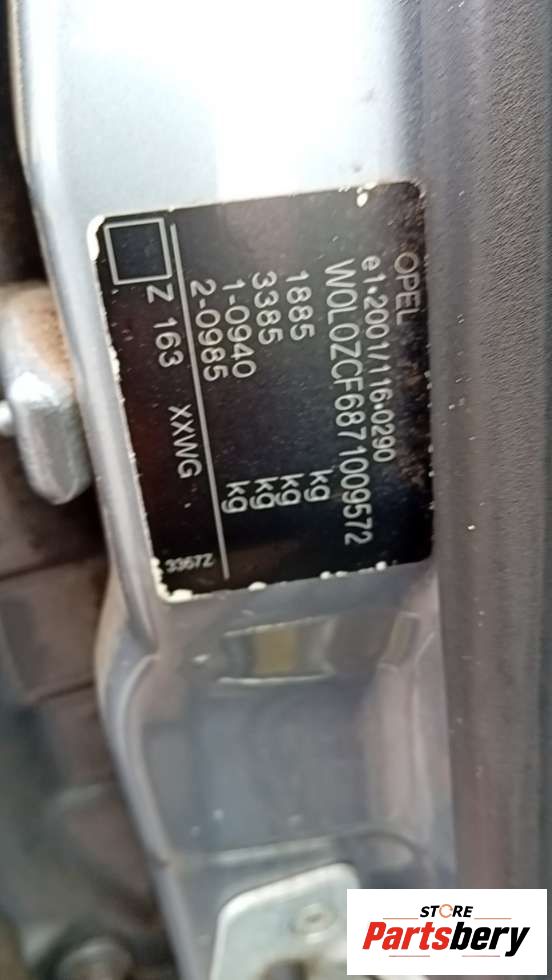 OPEL
e1*2001/116*0290
W0L0ZCF6871009572
1885 kg
3385 kg
1-0940 kg
2-0985 kg
Z 163 XXWG
3367Z
STORE
Partsbery